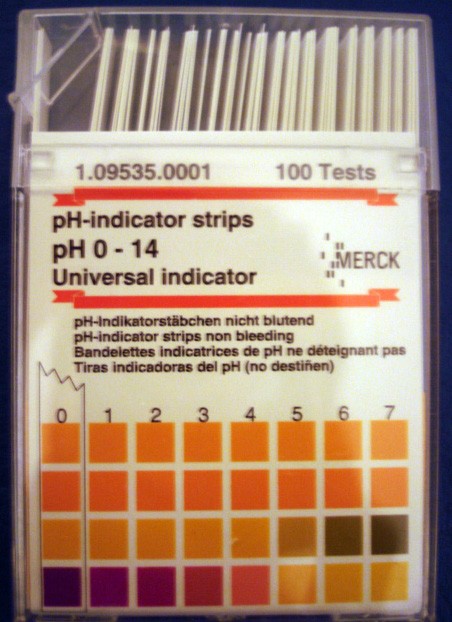 1.09535.0001 100 Tests
pH-indicator strips
pH 0 - 14
MERCK
Universal indicator
pH-Indikatorstäbchen nicht blutend
pH-indicator strips non bleeding
Bandelettes indicatrices de pH ne déteignant pas
Tiras indicadoras del pH (no destiñen)
0 1 2 3 4 5 6 7